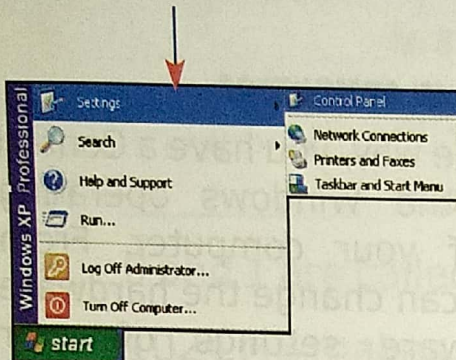 Windows XP Professional
Settings
Search
Help and Support
Run...
Log Off Administrator...
Turn Off Computer...
start
Control Panel
Network Connections
Printers and Faxes
Taskbar and Start Menu